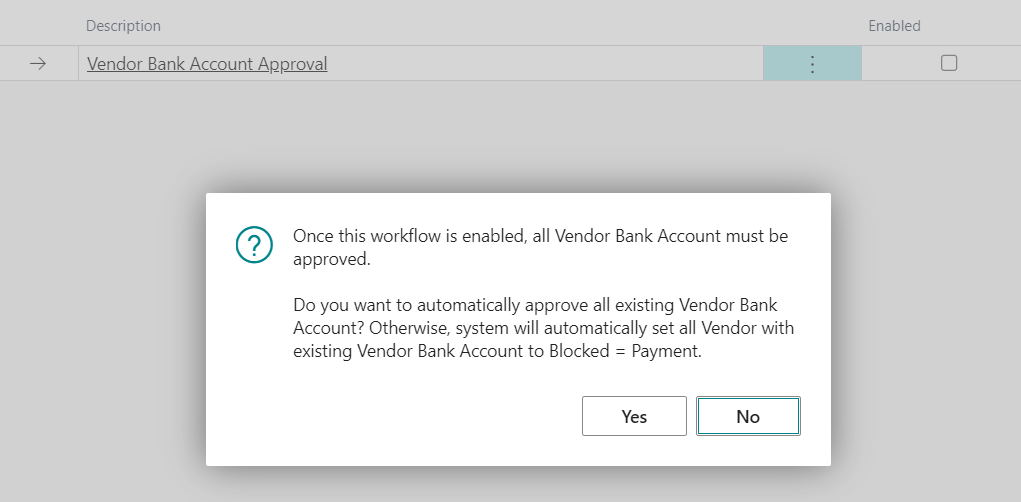 Description Enabled
Vendor Bank Account Approval
Once this workflow is enabled, all Vendor Bank Account must be
approved.
Do you want to automatically approve all existing Vendor Bank
Account? Otherwise, system will automatically set all Vendor with
existing Vendor Bank Account to Blocked = Payment.
Yes No